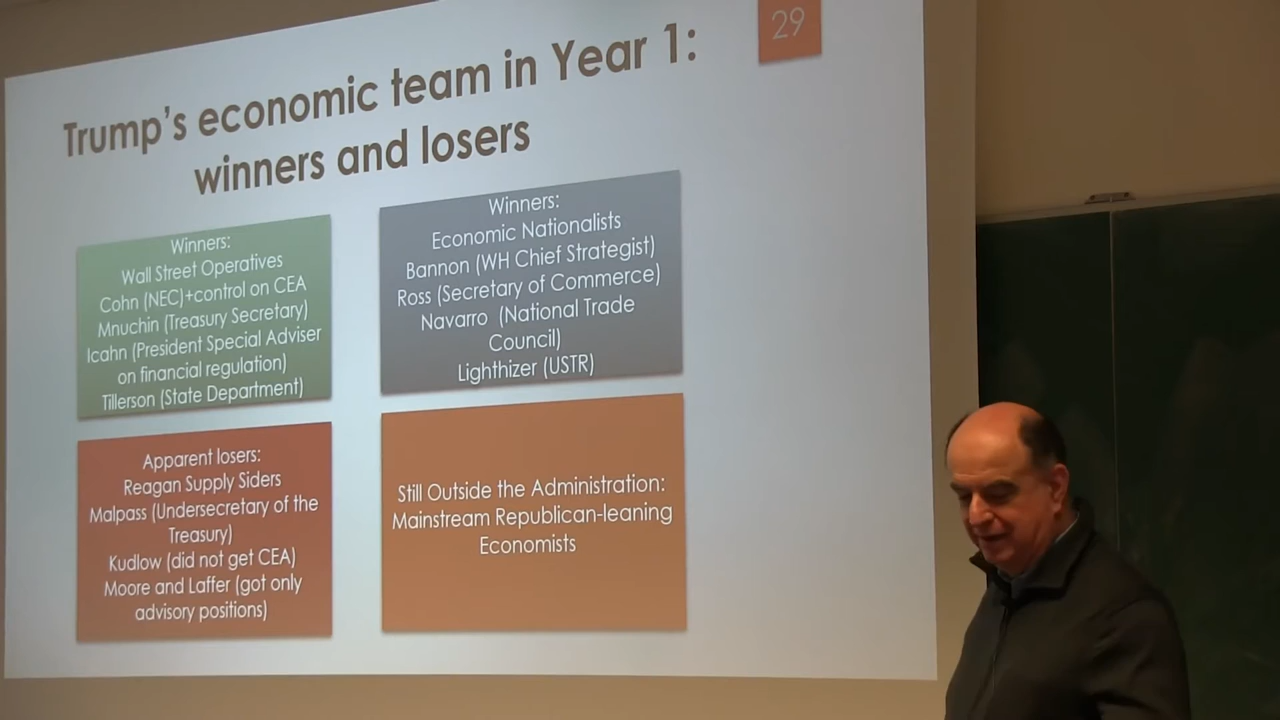 29
Trump's economic team in Year 1:
winners and losers
Winners:
Wall Street Operatives
Cohn (NEC)+control on CEA
Mnuchin (Treasury Secretary)
Icahn (President Special Adviser
on financial regulation)
Tillerson (State Department)
Winners:
Economic Nationalists
Bannon (WH Chief Strategist)
Ross (Secretary of Commerce)
Navarro (National Trade
Council)
Lighthizer (USTR)
Apparent losers:
Reagan Supply Siders
Malpass (Undersecretary of the
Treasury)
Kudlow (did not get CEA)
Moore and Laffer (got only
advisory positions)
Still Outside the Administration:
Mainstream Republican-leaning
Economists